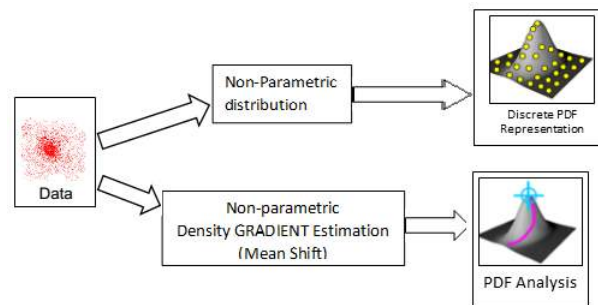 Non-Parametric
distribution
Discrete PDF
Representation
Data
Non-parametric
Density GRADIENT Estimation
(Mean Shift)
PDF Analysis